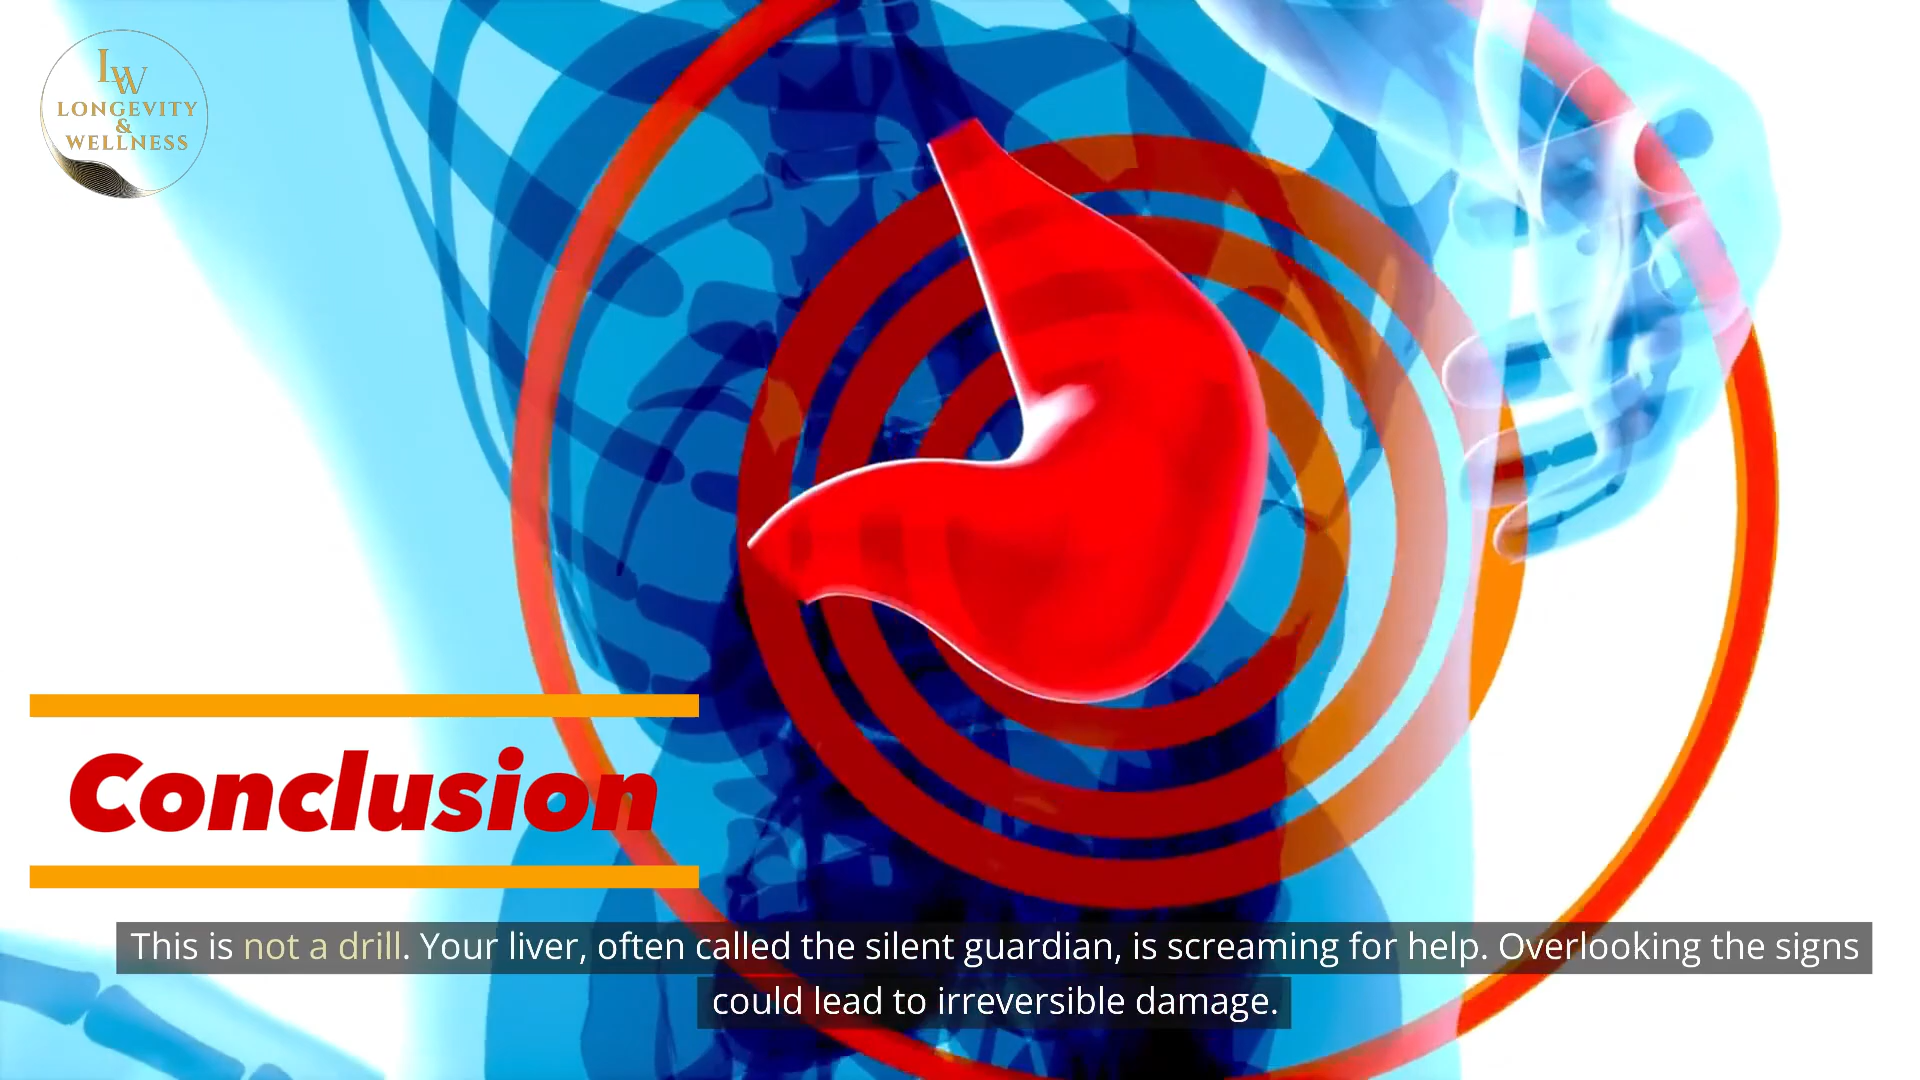 LW
LONGEVITY
&
WELLNESS
Conclusion
This is not a drill. Your liver, often called the silent guardian, is screaming for help. Overlooking the signs
could lead to irreversible damage.